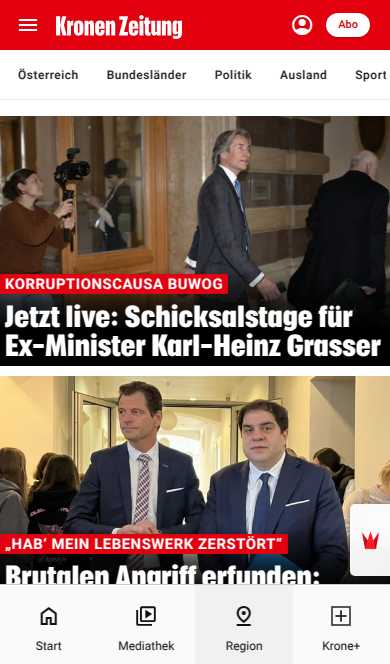 Kronen Zeitung
Abo
Österreich Bundesländer Politik Ausland Sport
KORRUPTIONSCAUSA BUWOG
Jetzt live: Schicksalstage für
Ex-Minister Karl-Heinz Grasser
„HAB‘ MEIN LEBENSWERK ZERSTÖRT“
Brutalen Angriff erfunden:
Start Mediathek Region Krone+